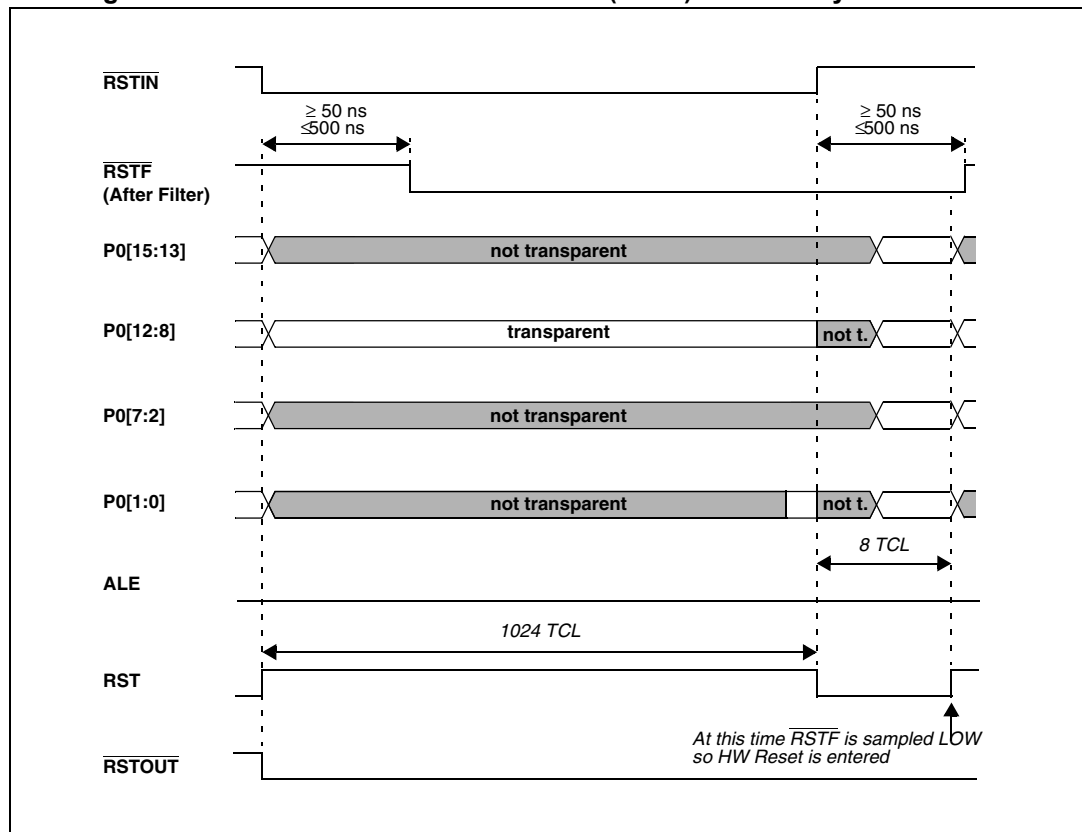 RSTIN
≥ 50 ns
≤500 ns
≥ 50 ns
≤500 ns
RSTF
(After Filter)
P0[15:13]
not transparent
P0[12:8]
transparent
not t.
P0[7:2]
not transparent
P0[1:0]
not transparent
not t.
8 TCL
ALE
1024 TCL
RST
At this time RSTF is sampled LOW
so HW Reset is entered
RSTOUT